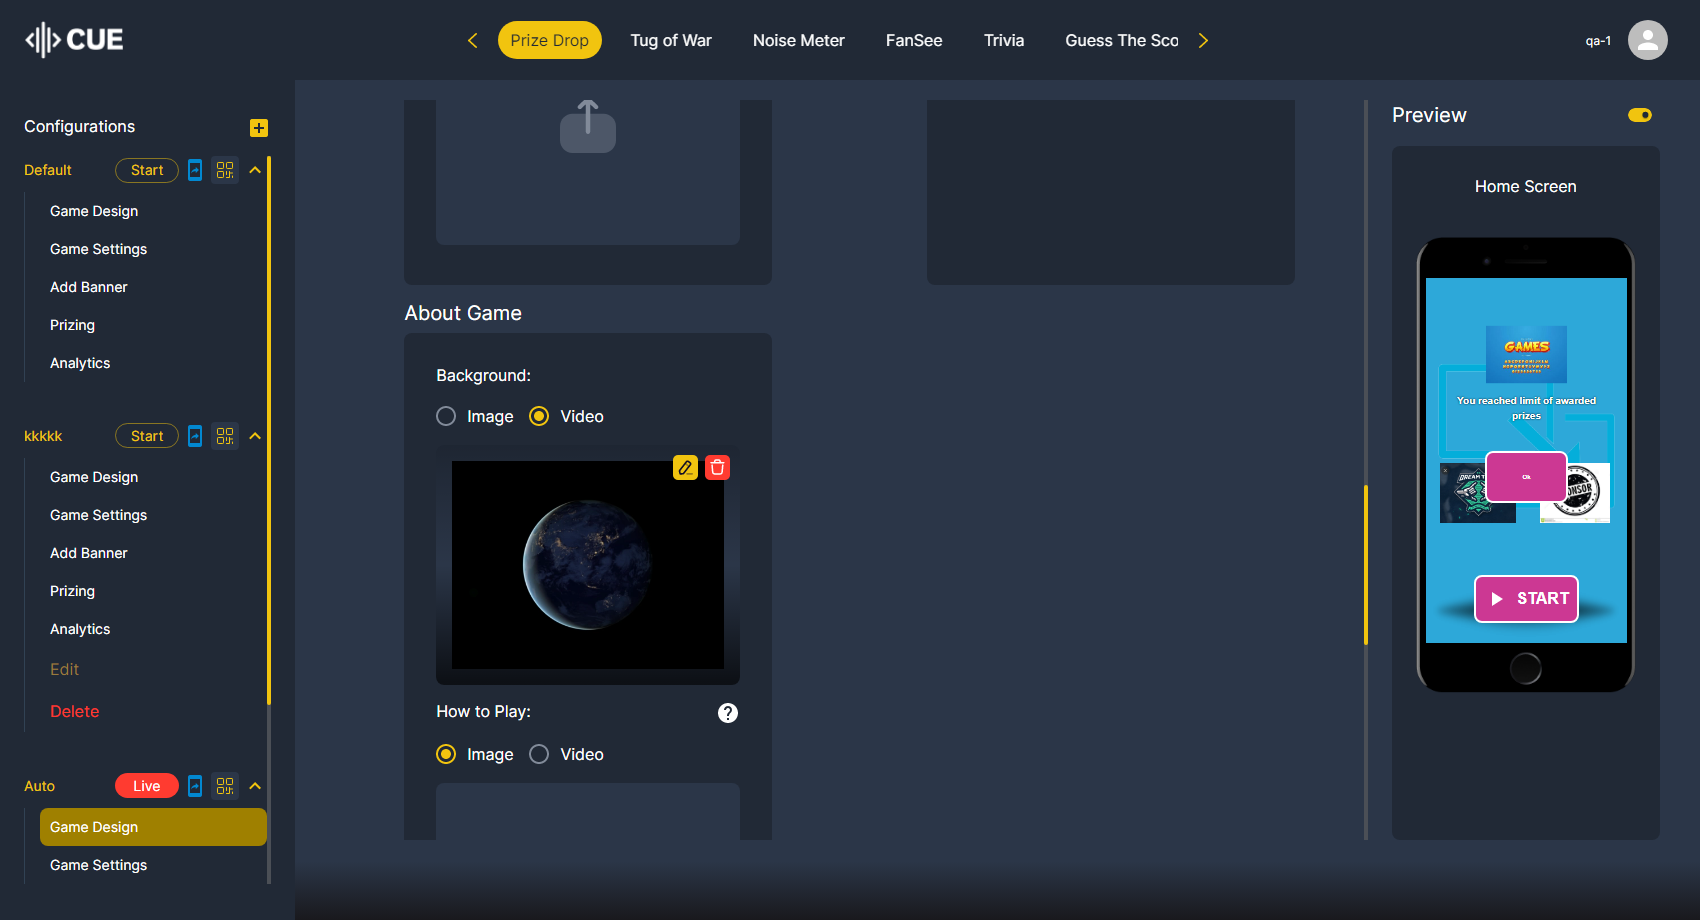 CUE
Prize Drop
Tug of War
Noise Meter
FanSee
Trivia
Guess The Sco
qa-1
Configurations
Default
Start
Game Design
Game Settings
Add Banner
Prizing
Analytics
kkkkk
Start
Game Design
Game Settings
Add Banner
Prizing
Analytics
Edit
Delete
Auto
Live
Game Design
Game Settings
About Game
Background:
Image
Video
How to Play:
?
Image
Video
Preview
Home Screen
GAMES
You reached limit of awarded
prizes
DREAM T
Ok
NSOR
START